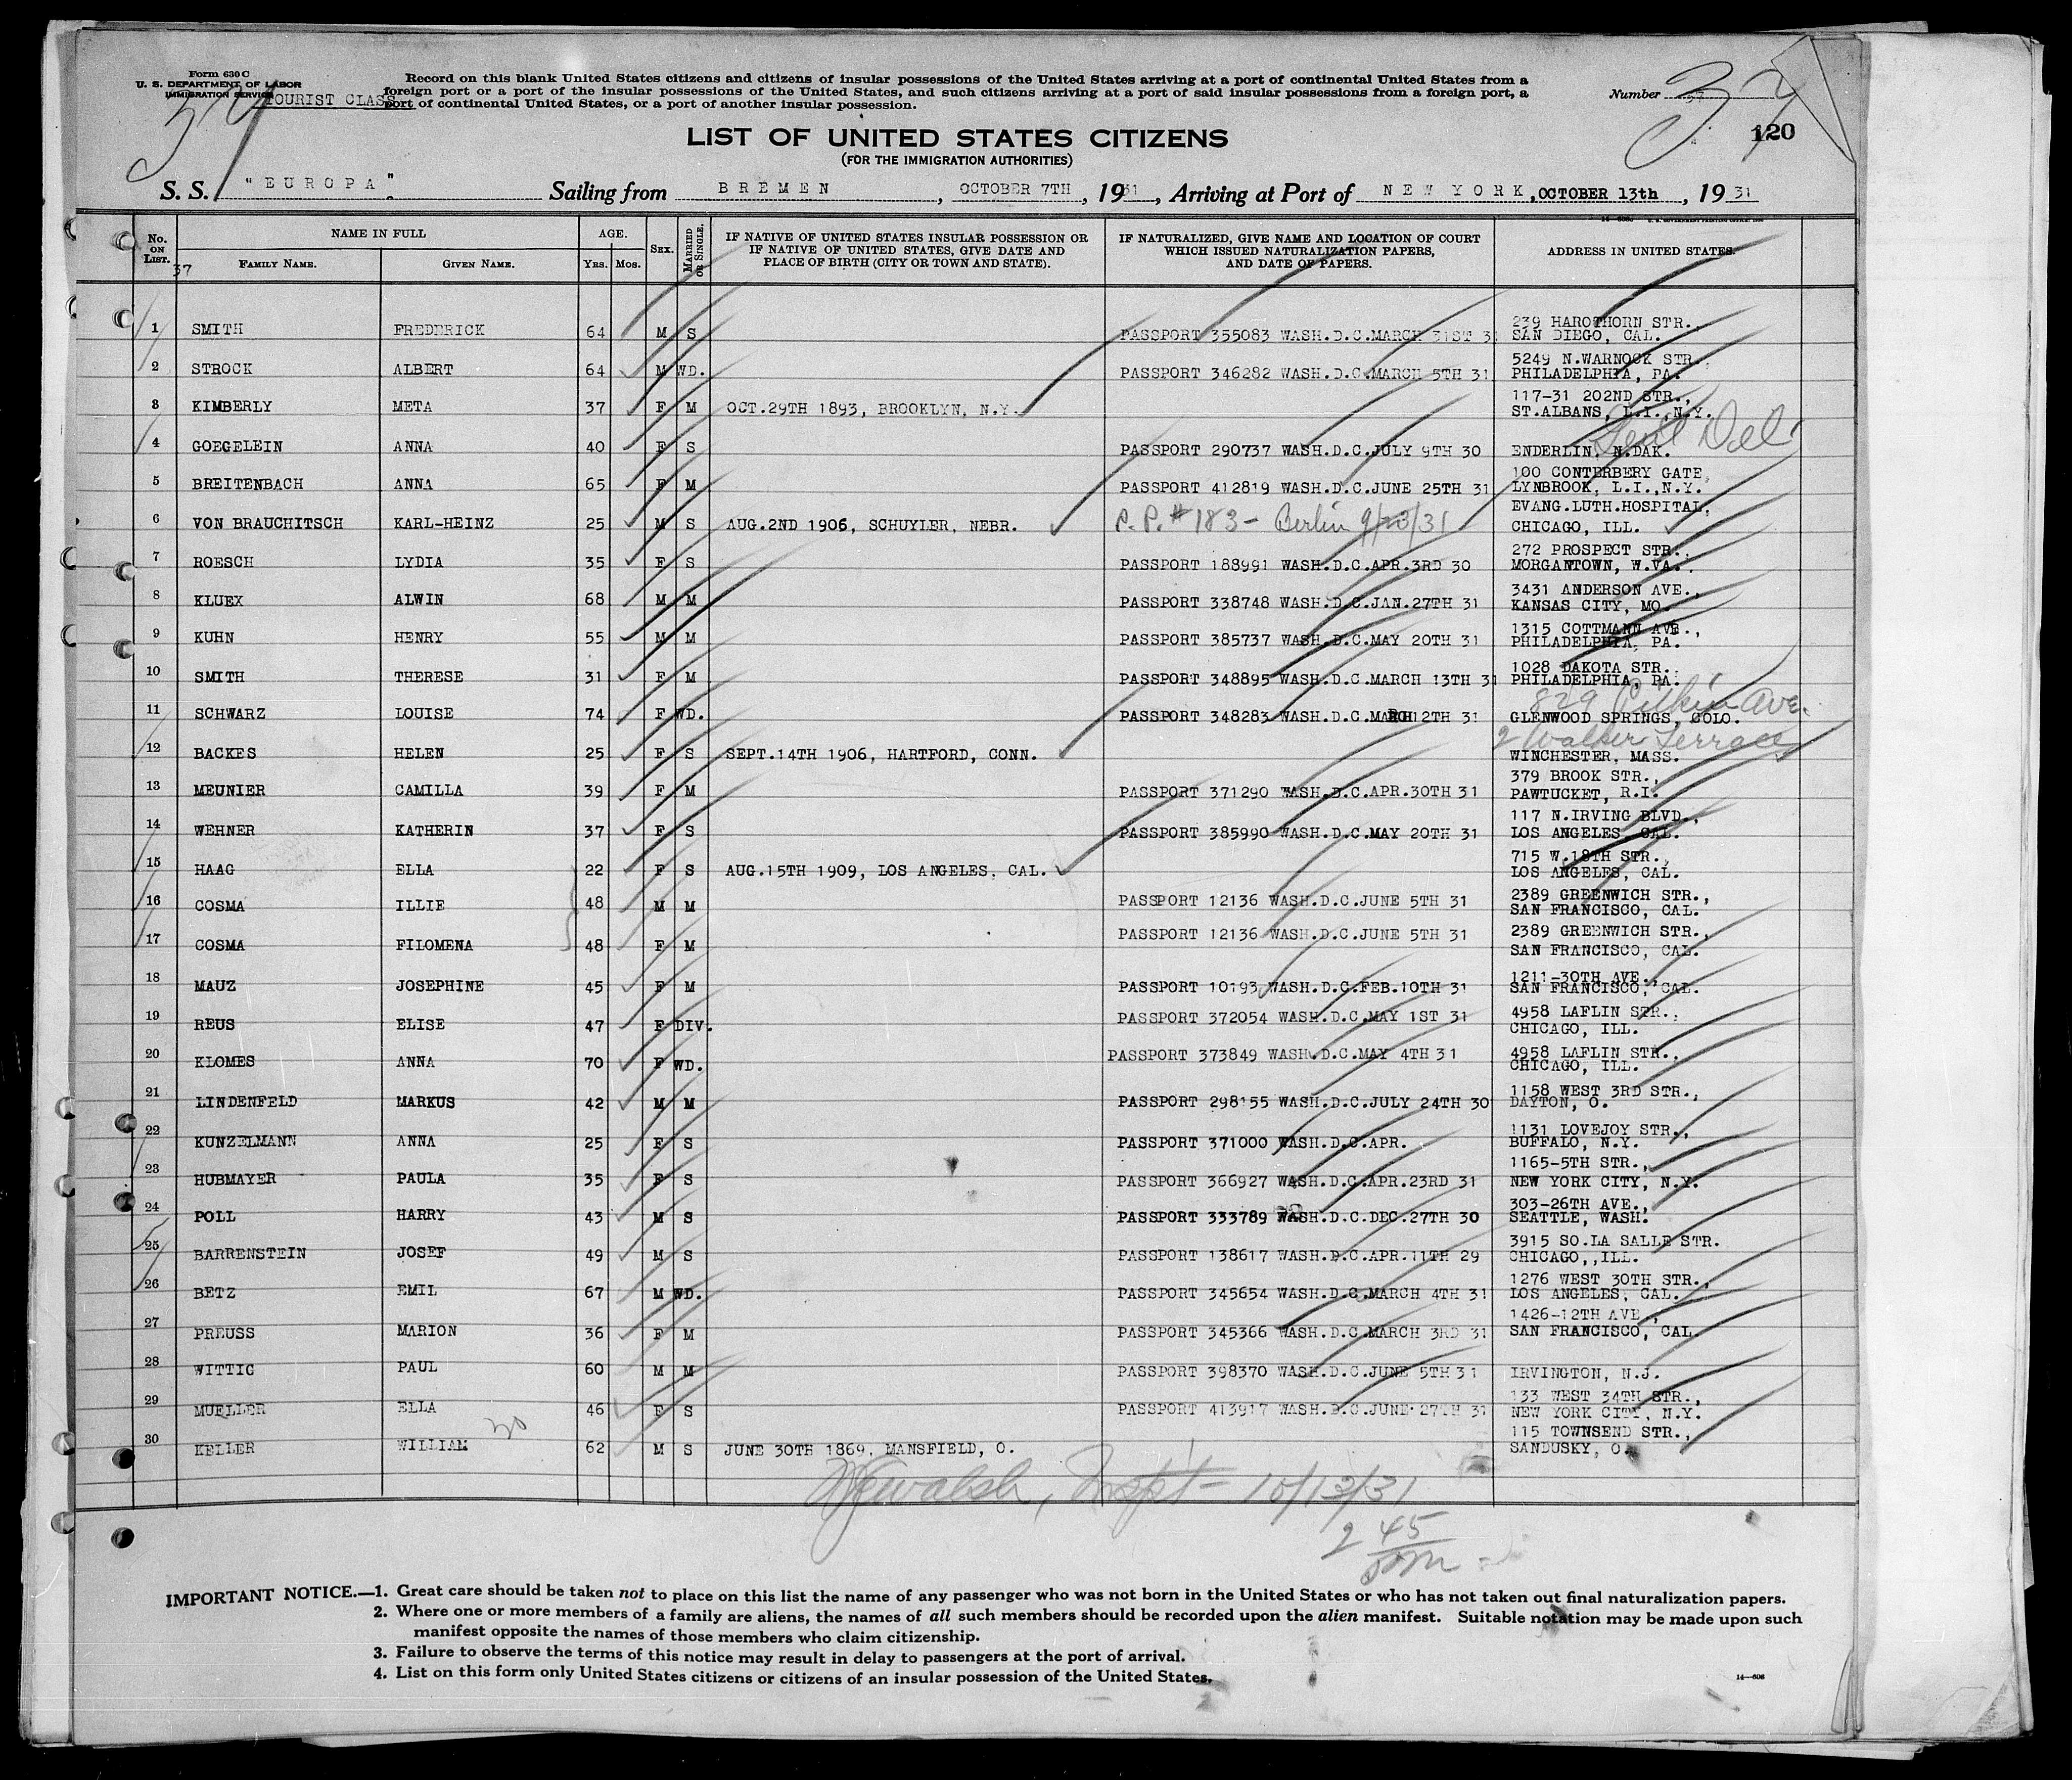 Form 630 C
U. S. DEPARTMENT OF LABOR
IMMIGRATION SERVICE
TOURIST CLASS
Record on this blank United States citizens and citizens of insular possessions of the United States arriving at a port of continental United States from a
foreign port or a port of the insular possessions of the United States, and such citizens arriving at a port of said insular possessions from a foreign port, a
port of continental United States, or a port of another insular possession.
Number 37
120
LIST OF UNITED STATES CITIZENS
(FOR THE IMMIGRATION AUTHORITIES)
S. S. "EUROPA". Sailing from BREMEN, OCTOBER 7TH, 1931, Arriving at Port of NEW YORK, OCTOBER 13th, 1931
No. ON LIST. NAME IN FULL FAMILY NAME. GIVEN NAME. AGE. YRS. MOS. SEX. MARRIED OR SINGLE. IF NATIVE OF UNITED STATES INSULAR POSSESSION OR IF NATIVE OF UNITED STATES, GIVE DATE AND PLACE OF BIRTH (CITY OR TOWN AND STATE). IF NATURALIZED, GIVE NAME AND LOCATION OF COURT WHICH ISSUED NATURALIZATION PAPERS, AND DATE OF PAPERS. ADDRESS IN UNITED STATES.
37
1 SMITH FREDERICK 64 M S PASSPORT 355083 WASH.D.C.MARCH 31ST 31 239 HAROTHORN STR., SAN DIEGO, CAL.
2 STROCK ALBERT 64 M WD. PASSPORT 346282 WASH.D.C.MARCH 5TH 31 5249 N.WARNOCK STR. PHILADELPHIA, PA.
3 KIMBERLY META 37 F M OCT.29TH 1893, BROOKLYN, N.Y. 117-31 202ND STR., ST.ALBANS, L.I.,N.Y.
4 GOEGELEIN ANNA 40 F S PASSPORT 290737 WASH.D.C.JULY 9TH 30 ENDERLIN, N.DAK. Genl Del.
5 BREITENBACH ANNA 65 F M PASSPORT 412819 WASH.D.C.JUNE 25TH 31 100 CONTERBERY GATE, LYNBROOK, L.I.,N.Y.
6 VON BRAUCHITSCH KARL-HEINZ 25 M S AUG.2ND 1906, SCHUYLER, NEBR. P.P.# 183 - Berlin 9/23/31 EVANG.LUTH.HOSPITAL, CHICAGO, ILL.
7 ROESCH LYDIA 35 F S PASSPORT 188991 WASH.D.C.APR.3RD 30 272 PROSPECT STR., MORGANTOWN, W.VA.
8 KLUEX ALWIN 68 M M PASSPORT 338748 WASH.D.C.JAN.27TH 31 3431 ANDERSON AVE., KANSAS CITY, MO.
9 KUHN HENRY 55 M M PASSPORT 385737 WASH.D.C.MAY 20TH 31 1315 COTTMANN AVE., PHILADELPHIA, PA.
10 SMITH THERESE 31 F M PASSPORT 348895 WASH.D.C.MARCH 13TH 31 1028 DAKOTA STR. PHILADELPHIA, PA.
11 SCHWARZ LOUISE 74 F WD. PASSPORT 348283 WASH.D.C.MARCH12TH 31 829 Pitkin Ave. GLENWOOD SPRINGS, COLO.
12 BACKES HELEN 25 F S SEPT.14TH 1906, HARTFORD, CONN. 2 Walker Terrace WINCHESTER, MASS.
13 MEUNIER CAMILLA 39 F M PASSPORT 371290 WASH.D.C.APR.30TH 31 379 BROOK STR., PAWTUCKET, R.I.
14 WEHNER KATHERIN 37 F S PASSPORT 385990 WASH.D.C.MAY 20TH 31 117 N.IRVING BLVD., LOS ANGELES, CAL.
15 HAAG ELLA 22 F S AUG.15TH 1909, LOS ANGELES, CAL. 715 W.18TH STR., LOS ANGELES, CAL.
16 COSMA ILLIE 48 M M PASSPORT 12136 WASH.D.C.JUNE 5TH 31 2389 GREENWICH STR., SAN FRANCISCO, CAL.
17 COSMA FILOMENA 48 F M PASSPORT 12136 WASH.D.C.JUNE 5TH 31 2389 GREENWICH STR., SAN FRANCISCO, CAL.
18 MAUZ JOSEPHINE 45 F M PASSPORT 10193 WASH.D.C.FEB.10TH 31 1211-30TH AVE., SAN FRANCISCO, CAL.
19 REUS ELISE 47 F DIV. PASSPORT 372054 WASH.D.C.MAY 1ST 31 4958 LAFLIN STR., CHICAGO, ILL.
20 KLOMES ANNA 70 F WD. PASSPORT 373849 WASH.D.C.MAY 4TH 31 4958 LAFLIN STR., CHICAGO, ILL.
21 LINDENFELD MARKUS 42 M M PASSPORT 298155 WASH.D.C.JULY 24TH 30 1158 WEST 3RD STR., DAYTON, O.
22 KUNZELMANN ANNA 25 F S PASSPORT 371000 WASH.D.C.APR. 1131 LOVEJOY STR., BUFFALO, N.Y.
23 HUBMAYER PAULA 35 F S PASSPORT 366927 WASH.D.C.APR.23RD 31 1165-5TH STR., NEW YORK CITY, N.Y.
24 POLL HARRY 43 M S PASSPORT 333789 WASH.D.C.DEC.27TH 30 303-26TH AVE., SEATTLE, WASH.
25 BARRENSTEIN JOSEF 49 M S PASSPORT 138617 WASH.D.C.APR.11TH 29 3915 SO.LA SALLE STR. CHICAGO,,ILL.
26 BETZ EMIL 67 M WD. PASSPORT 345654 WASH.D.C.MARCH 4TH 31 1276 WEST 30TH STR., LOS ANGELES, CAL.
27 PREUSS MARION 36 F M PASSPORT 345366 WASH.D.C.MARCH 3RD 31 1426-12TH AVE., SAN FRANCISCO, CAL.
28 WITTIG PAUL 60 M M PASSPORT 398370 WASH.D.C.JUNE 5TH 31 IRVINGTON, N.J.
29 MUELLER ELLA 46 F S PASSPORT 413917 WASH.D.C.JUNE 27TH 31 133 WEST 34TH STR., NEW YORK CITY, N.Y.
30 KELLER WILLIAM 62 M S JUNE 30TH 1869, MANSFIELD, O. 115 TOWNSEND STR., SANDUSKY, O.
30
Walsh, Inspt - 10/13/31
2 45
IMPORTANT NOTICE.—1. Great care should be taken not to place on this list the name of any passenger who was not born in the United States or who has not taken out final naturalization papers.
2. Where one or more members of a family are aliens, the names of all such members should be recorded upon the alien manifest. Suitable notation may be made upon such
manifest opposite the names of those members who claim citizenship.
3. Failure to observe the terms of this notice may result in delay to passengers at the port of arrival.
4. List on this form only United States citizens or citizens of an insular possession of the United States.
14—606